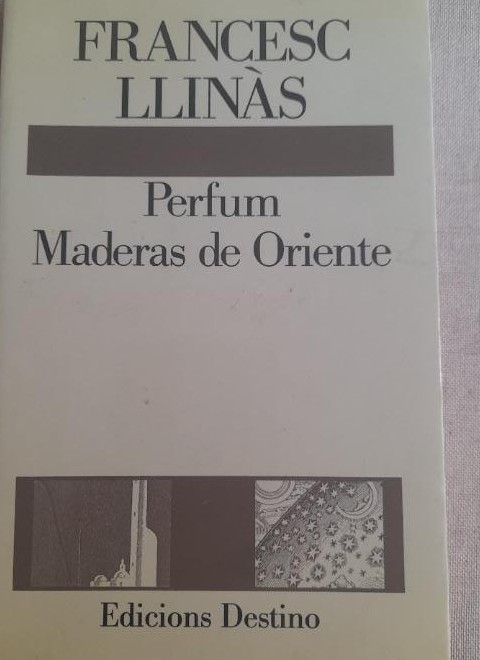 FRANCESC
LLINÀS
Perfum
Maderas de Oriente
Edicions Destino